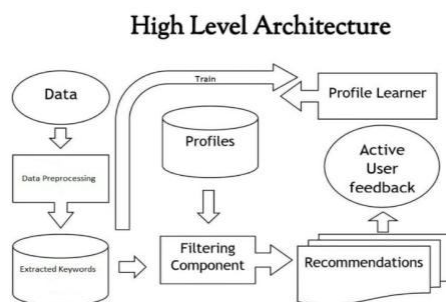 High Level Architecture
Train
Data
Profile Learner
Profiles
Active
User
feedback
Data Preprocessing
Extracted Keywords
Filtering
Component
Recommendations